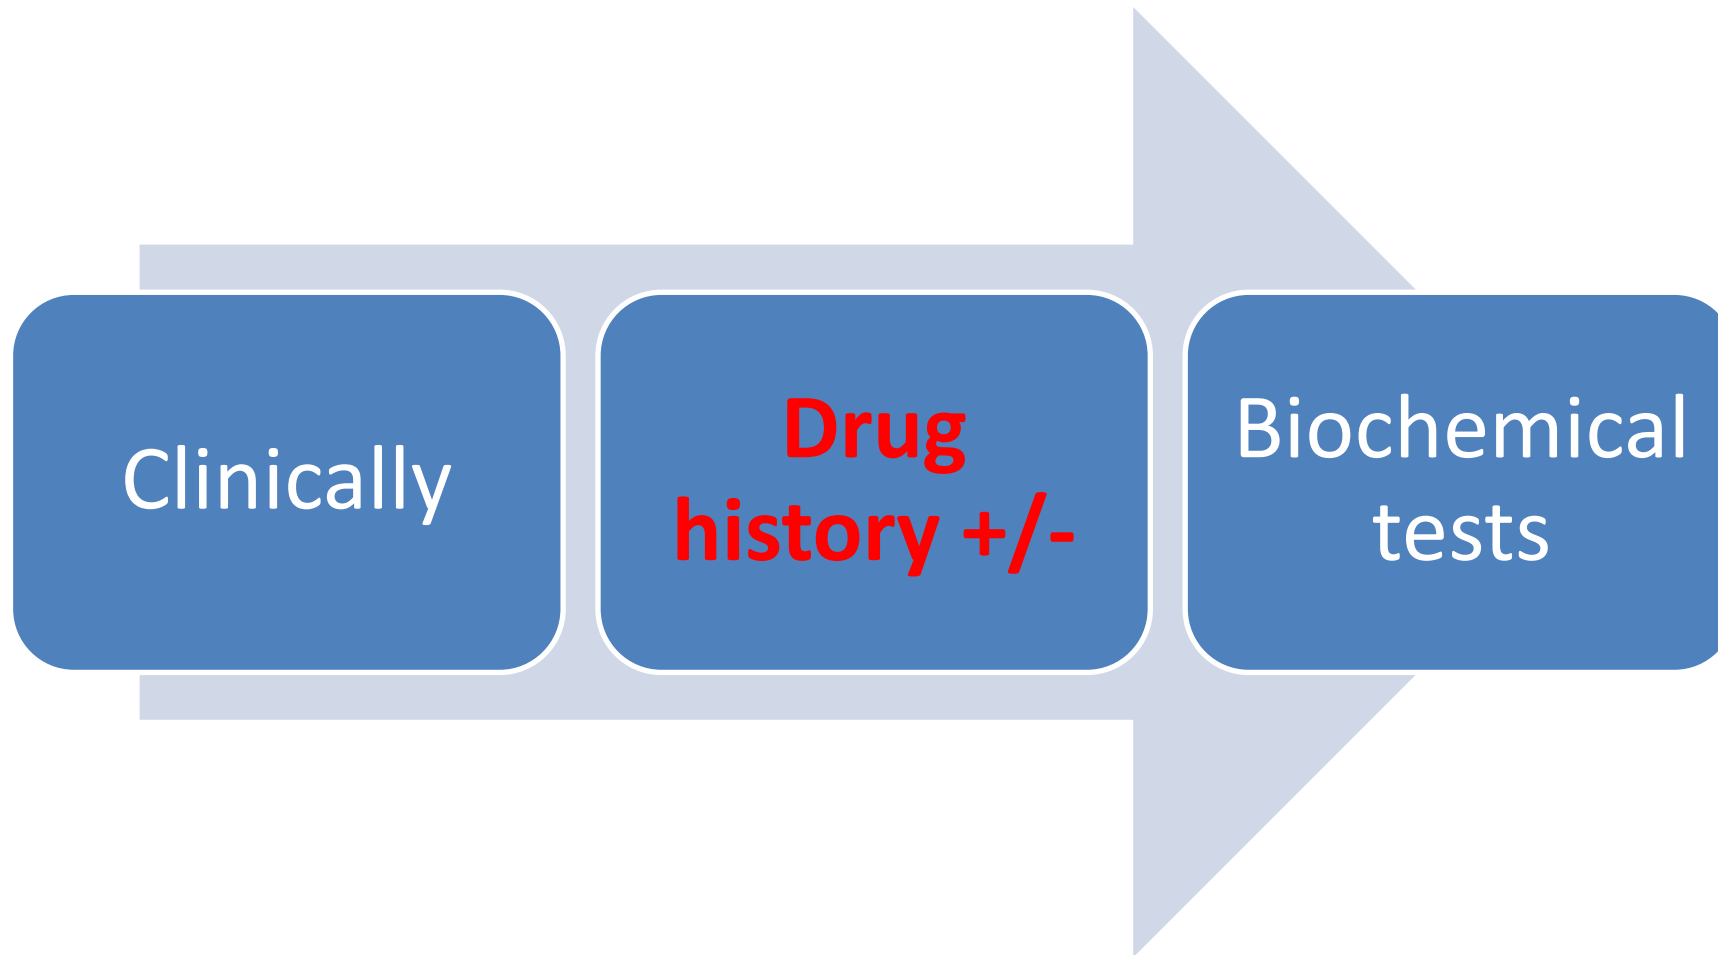 Clinically
Drug
history +/-
Biochemical
tests